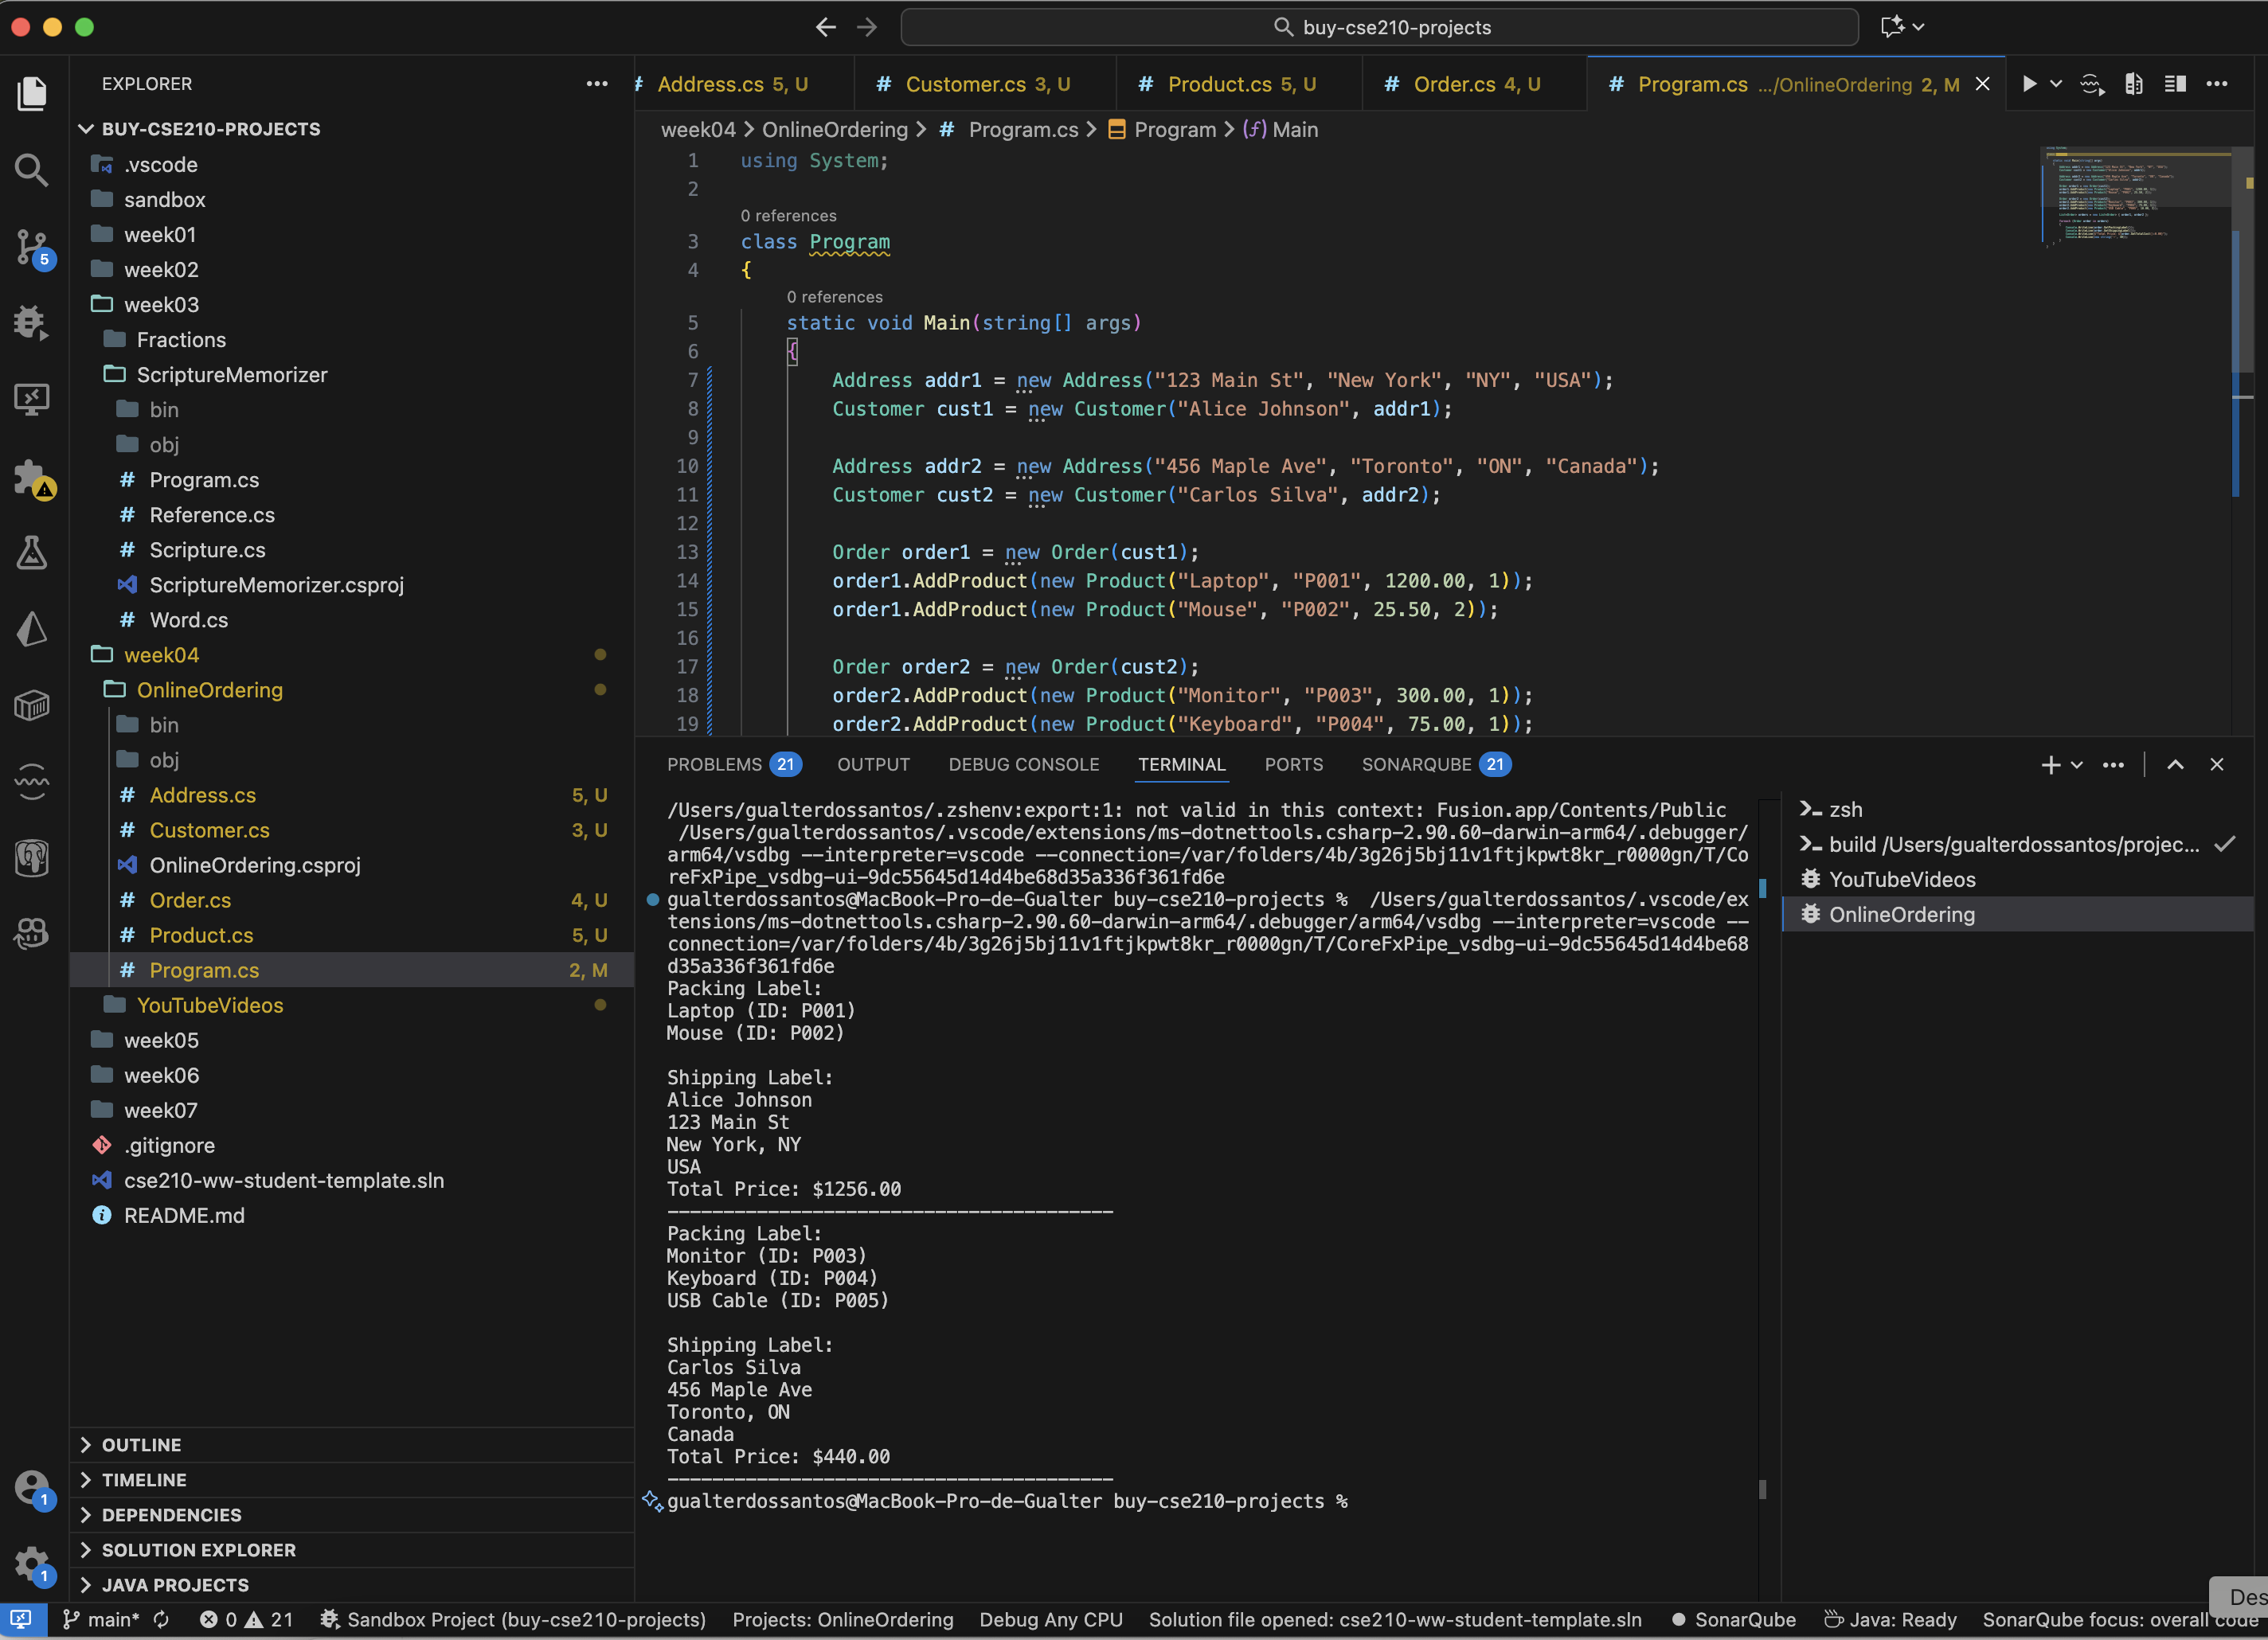 buy-cse210-projects
EXPLORER
BUY-CSE210-PROJECTS
.vscode
sandbox
week01
week02
week03
Fractions
ScriptureMemorizer
bin
obj
Program.cs
Reference.cs
Scripture.cs
ScriptureMemorizer.csproj
Word.cs
week04
OnlineOrdering
bin
obj
Address.cs 5, U
Customer.cs 3, U
OnlineOrdering.csproj
Order.cs 4, U
Product.cs 5, U
Program.cs 2, M
YouTubeVideos
week05
week06
week07
.gitignore
cse210-ww-student-template.sln
README.md
OUTLINE
TIMELINE
DEPENDENCIES
SOLUTION EXPLORER
JAVA PROJECTS
5
1
1
# Address.cs 5, U # Customer.cs 3, U # Product.cs 5, U # Order.cs 4, U # Program.cs .../OnlineOrdering 2, M
week04 > OnlineOrdering > # Program.cs > Program > Main
1 using System;
2
0 references
3 class Program
4 {
0 references
5 static void Main(string[] args)
6 {
7 Address addr1 = new Address("123 Main St", "New York", "NY", "USA");
8 Customer cust1 = new Customer("Alice Johnson", addr1);
9
10 Address addr2 = new Address("456 Maple Ave", "Toronto", "ON", "Canada");
11 Customer cust2 = new Customer("Carlos Silva", addr2);
12
13 Order order1 = new Order(cust1);
14 order1.AddProduct(new Product("Laptop", "P001", 1200.00, 1));
15 order1.AddProduct(new Product("Mouse", "P002", 25.50, 2));
16
17 Order order2 = new Order(cust2);
18 order2.AddProduct(new Product("Monitor", "P003", 300.00, 1));
19 order2.AddProduct(new Product("Keyboard", "P004", 75.00, 1));
PROBLEMS 21 OUTPUT DEBUG CONSOLE TERMINAL PORTS SONARQUBE 21
/Users/gualterdossantos/.zshenv:export:1: not valid in this context: Fusion.app/Contents/Public
/Users/gualterdossantos/.vscode/extensions/ms-dotnettools.csharp-2.90.60-darwin-arm64/.debugger/
arm64/vsdbg --interpreter=vscode --connection=/var/folders/4b/3g26j5bj11v1ftjkpwt8kr_r0000gn/T/Co
reFxPipe_vsdbg-ui-9dc55645d14d4be68d35a336f361fd6e
gualterdossantos@MacBook-Pro-de-Gualter buy-cse210-projects % /Users/gualterdossantos/.vscode/ex
tensions/ms-dotnettools.csharp-2.90.60-darwin-arm64/.debugger/arm64/vsdbg --interpreter=vscode --
connection=/var/folders/4b/3g26j5bj11v1ftjkpwt8kr_r0000gn/T/CoreFxPipe_vsdbg-ui-9dc55645d14d4be68
d35a336f361fd6e
Packing Label:
Laptop (ID: P001)
Mouse (ID: P002)

Shipping Label:
Alice Johnson
123 Main St
New York, NY
USA
Total Price: $1256.00
----------------------------------------
Packing Label:
Monitor (ID: P003)
Keyboard (ID: P004)
USB Cable (ID: P005)

Shipping Label:
Carlos Silva
456 Maple Ave
Toronto, ON
Canada
Total Price: $440.00
----------------------------------------
gualterdossantos@MacBook-Pro-de-Gualter buy-cse210-projects %
zsh
build /Users/gualterdossantos/projec...
YouTubeVideos
OnlineOrdering
main* 0 21 Sandbox Project (buy-cse210-projects) Projects: OnlineOrdering Debug Any CPU Solution file opened: cse210-ww-student-template.sln SonarQube Java: Ready SonarQube focus: overall code
Des